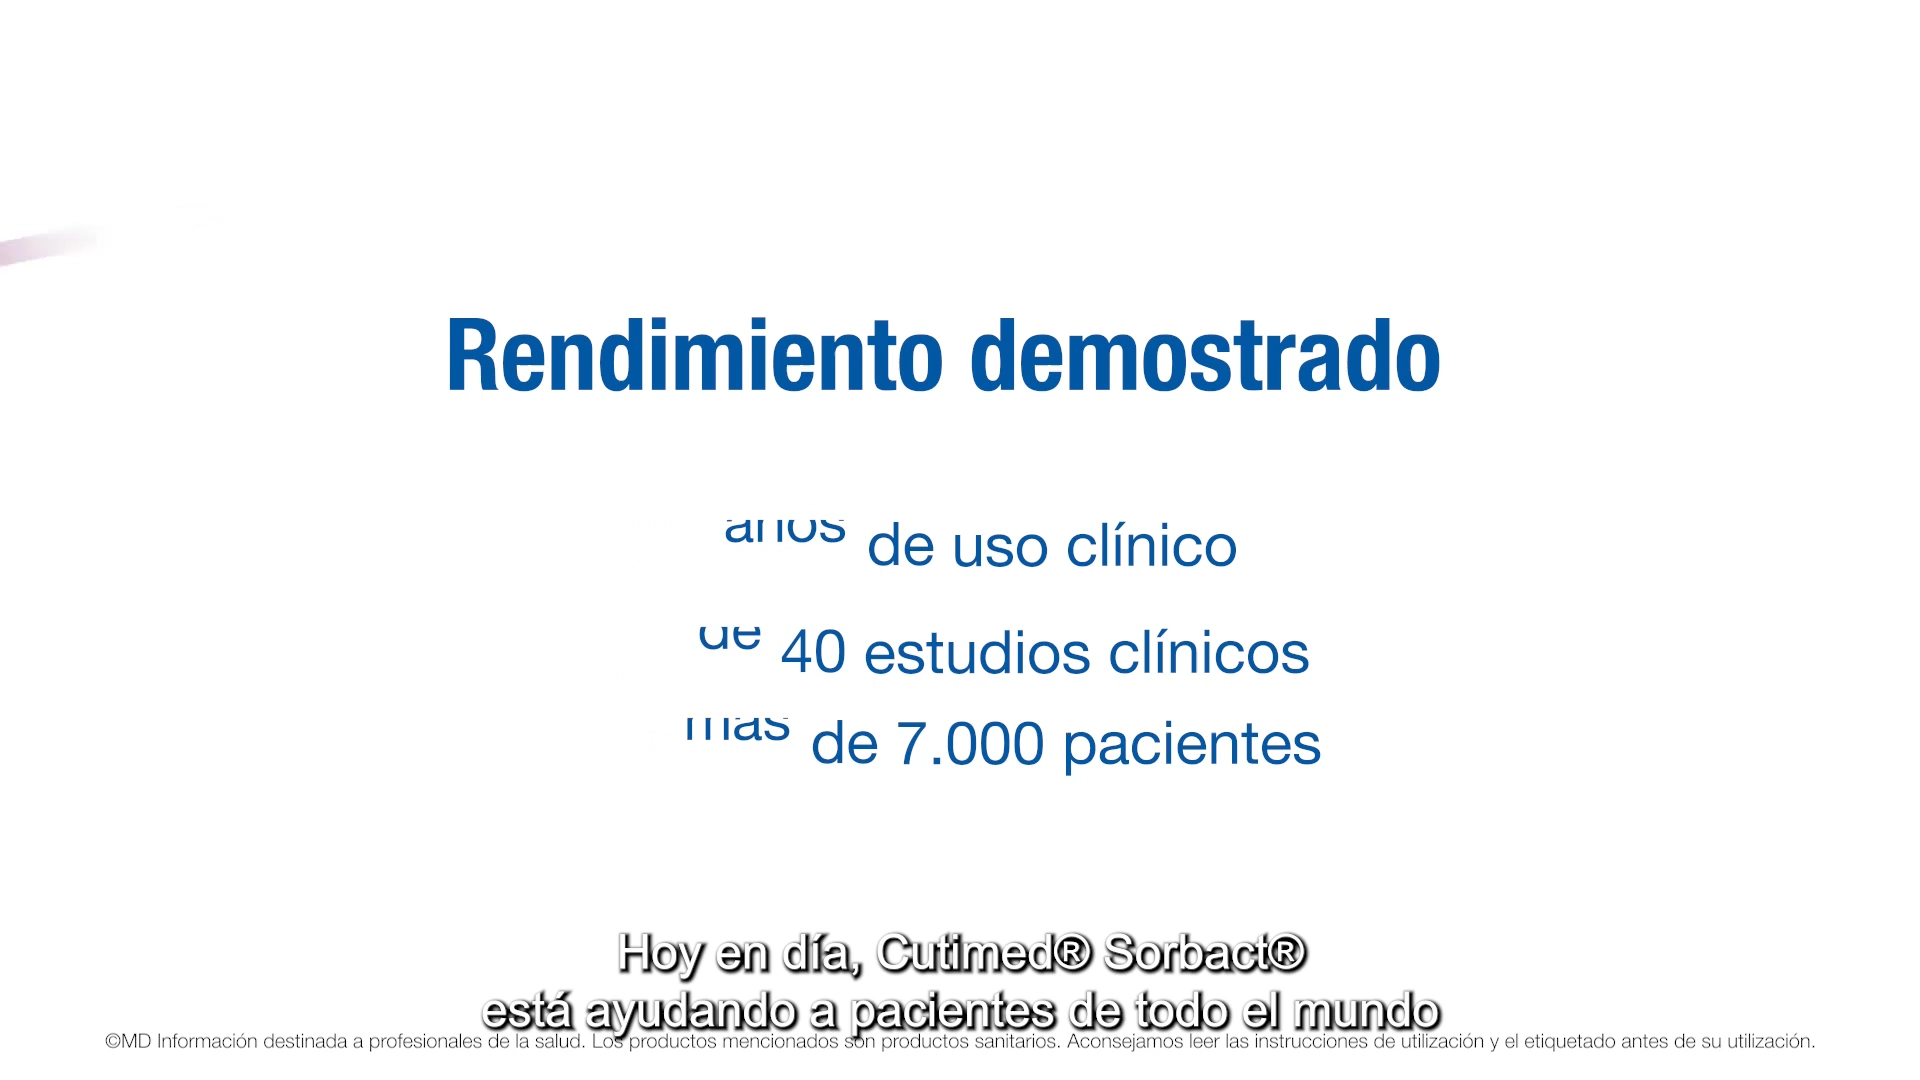 Rendimiento demostrado
años de uso clínico
de 40 estudios clínicos
más de 7.000 pacientes
Hoy en día, Cutimed® Sorbact®
está ayudando a pacientes de todo el mundo
©MD Información destinada a profesionales de la salud. Los productos mencionados son productos sanitarios. Aconsejamos leer las instrucciones de utilización y el etiquetado antes de su utilización.